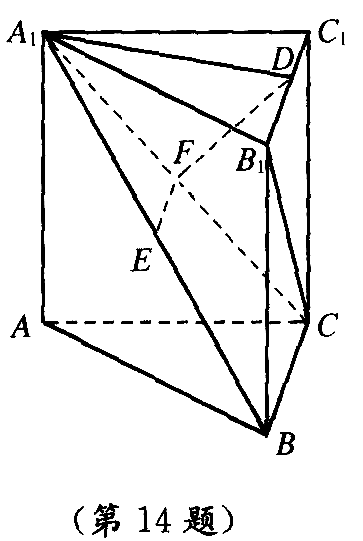 A₁ C₁
D
F B₁
E
A C
B
(第 14 题)